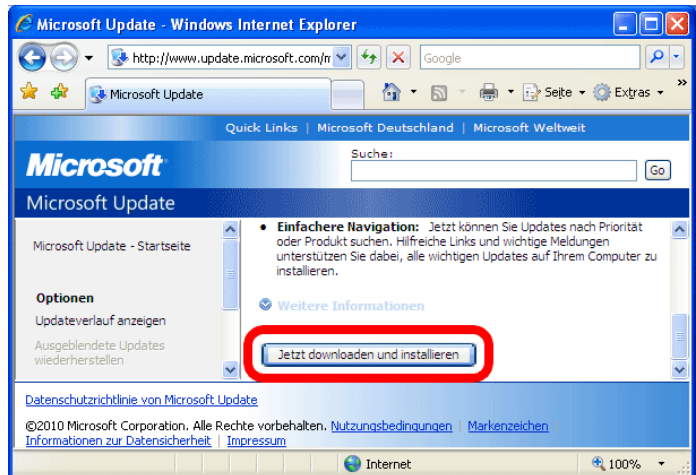 Microsoft Update - Windows Internet Explorer
http://www.update.microsoft.com/m
Google
Microsoft Update
Seite
Extras
»
Quick Links | Microsoft Deutschland | Microsoft Weltweit
Microsoft
Suche:
Go
Microsoft Update
Microsoft Update - Startseite
Optionen
Updateverlauf anzeigen
Ausgeblendete Updates
wiederherstellen
• Einfachere Navigation: Jetzt können Sie Updates nach Priorität
oder Produkt suchen. Hilfreiche Links und wichtige Meldungen
unterstützen Sie dabei, alle wichtigen Updates auf Ihrem Computer zu
installieren.
Weitere Informationen
Jetzt downloaden und installieren
Datenschutzrichtlinie von Microsoft Update
©2010 Microsoft Corporation. Alle Rechte vorbehalten. Nutzungsbedingungen | Markenzeichen |
Informationen zur Datensicherheit | Impressum
Internet
100%